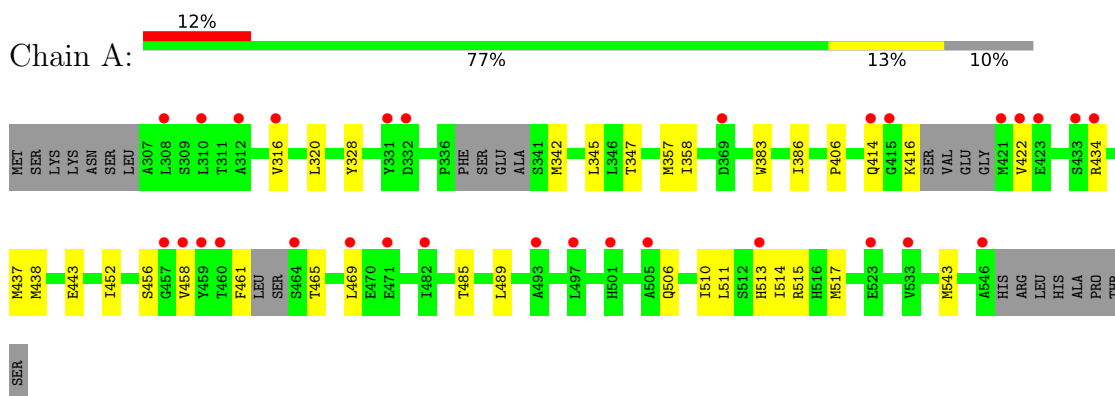 12%
Chain A:
77% 13% 10%
MET SER LYS LYS ASN SER LEU A307 L308 S309 L310 T311 A312 V316 L320 Y328 Y331 D332 P336 PHE SER GLU ALA S341 M342 L345 L346 T347 M357 I358 D369 W383 I386 P406 Q414 G415 K416 SER VAL GLU GLY M421 V422 E423 S433 R434
M437 M438 E443 I452 S456 G457 V458 Y459 T460 F461 LEU SER S464 T465 L469 E470 E471 I482 T485 L489 A493 L497 H501 A505 Q506 I510 L511 S512 H513 I514 R515 H516 M517 E523 V533 M543 A546 HIS ARG LEU HIS ALA PRO THR
SER